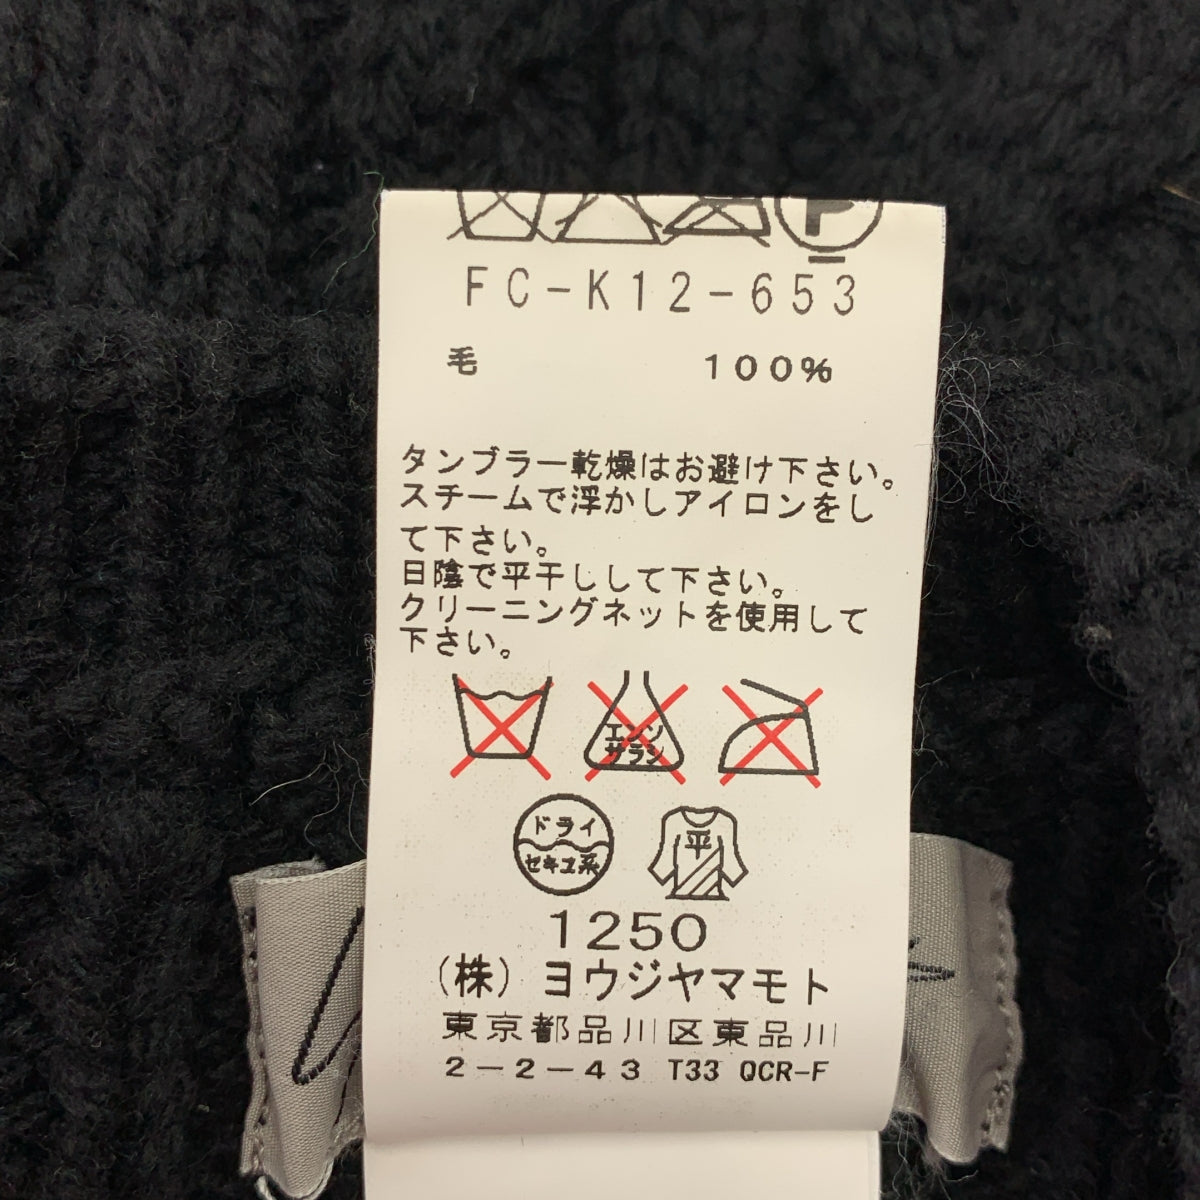 P
FC-K12-653
毛 100%
タンブラー乾燥はお避け下さい。
スチームで浮かしアイロンをし
て下さい。
日陰で平干しして下さい。
クリーニングネットを使用して
下さい。
エンソ
サラシ
ドライ
セキユ系
平
1250
(株)ヨウジヤマモト
東京都品川区東品川
2-2-43 T33 QCR-F